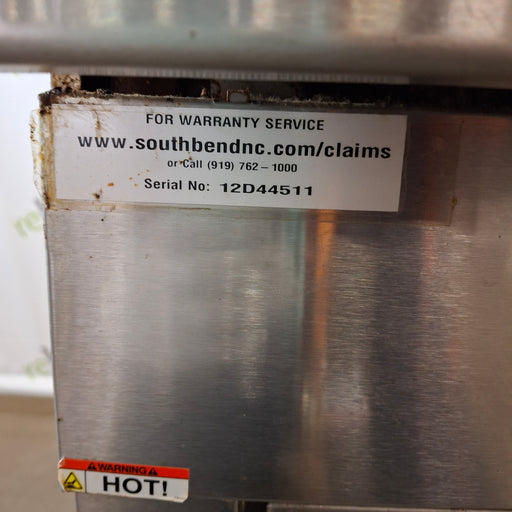 FOR WARRANTY SERVICE
www.southbendnc.com/claims
or Call (919) 762-1000
Serial No: 12D44511
WARNING
HOT!